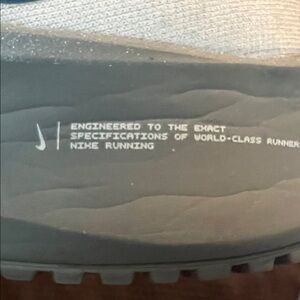 ENGINEERED TO THE EXACT
SPECIFICATIONS OF WORLD-CLASS RUNNER
NIKE RUNNING